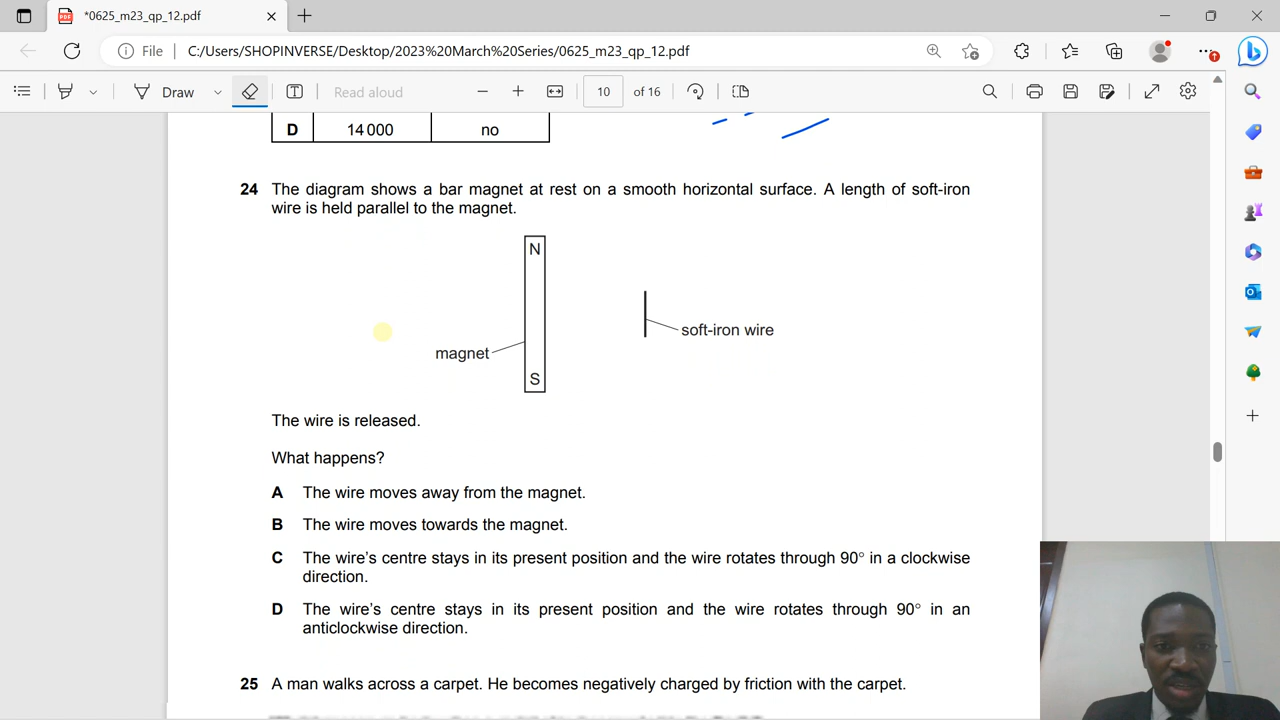 *0625_m23_qp_12.pdf
File C:/Users/SHOPINVERSE/Desktop/2023%20March%20Series/0625_m23_qp_12.pdf
Draw Read aloud 10 of 16
D 14 000 no
24 The diagram shows a bar magnet at rest on a smooth horizontal surface. A length of soft-iron
wire is held parallel to the magnet.
N
soft-iron wire
magnet
S
The wire is released.
What happens?
A The wire moves away from the magnet.
B The wire moves towards the magnet.
C The wire's centre stays in its present position and the wire rotates through 90° in a clockwise
direction.
D The wire's centre stays in its present position and the wire rotates through 90° in an
anticlockwise direction.
25 A man walks across a carpet. He becomes negatively charged by friction with the carpet.